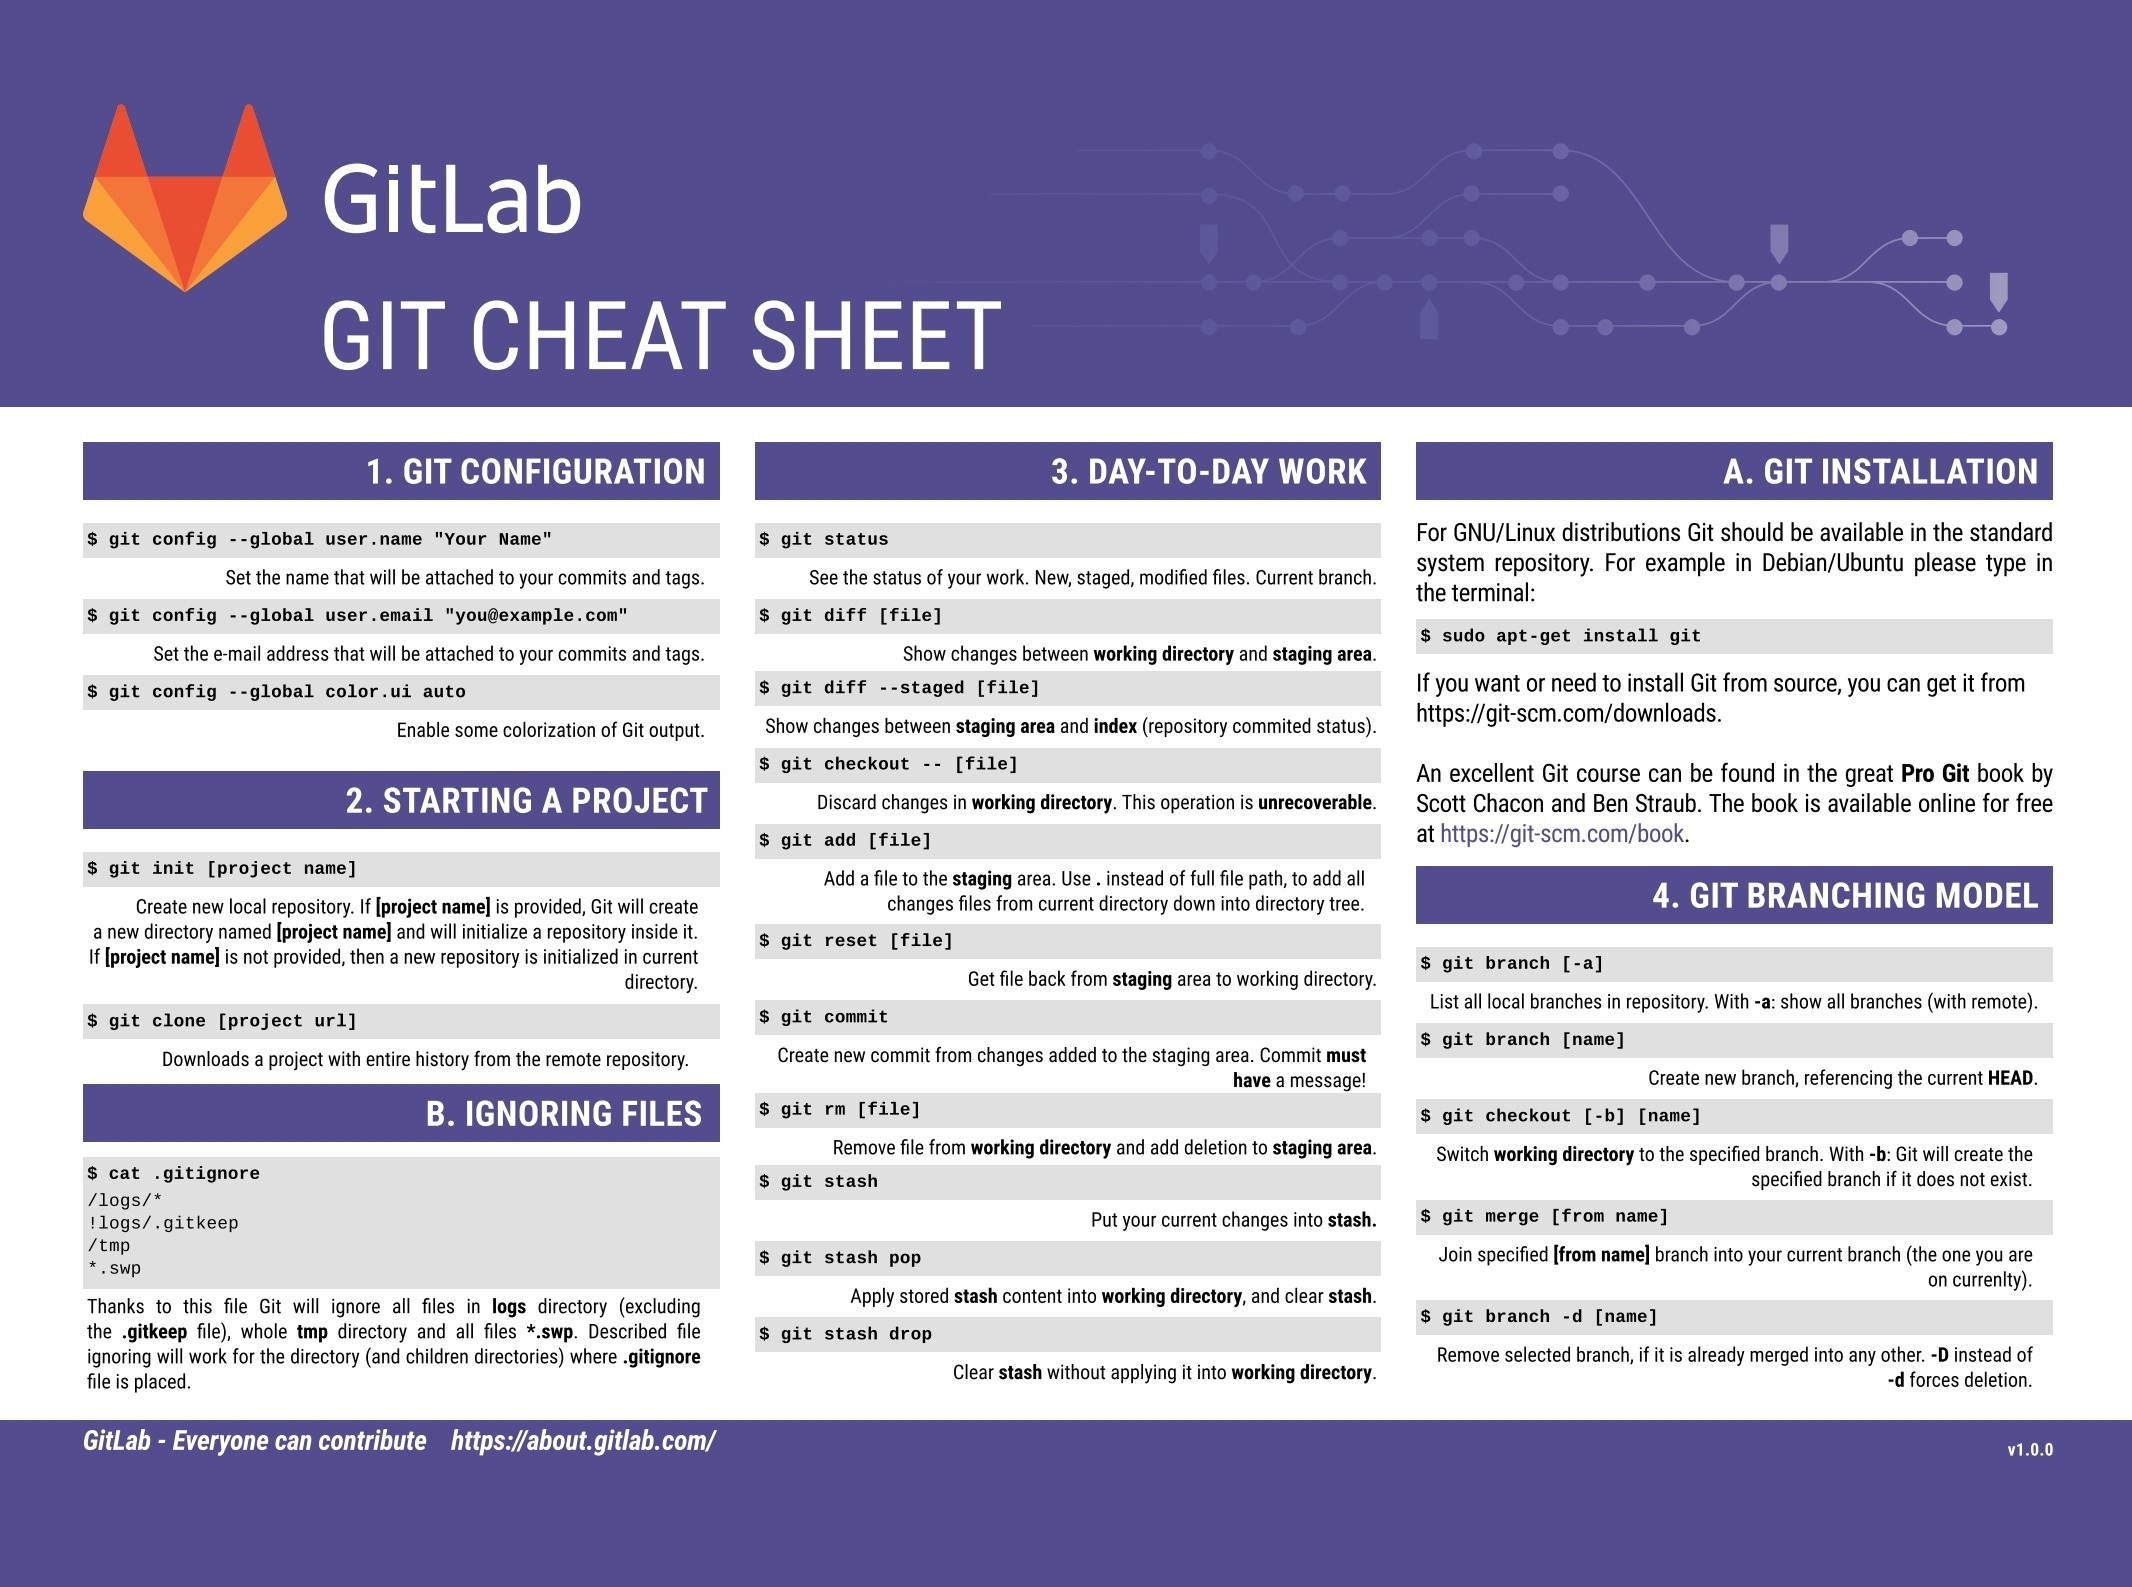 GitLab
GIT CHEAT SHEET
1. GIT CONFIGURATION
$ git config --global user.name "Your Name"
Set the name that will be attached to your commits and tags.
$ git config --global user.email "you@example.com"
Set the e-mail address that will be attached to your commits and tags.
$ git config --global color.ui auto
Enable some colorization of Git output.
2. STARTING A PROJECT
$ git init [project name]
Create new local repository. If [project name] is provided, Git will create
a new directory named [project name] and will initialize a repository inside it.
If [project name] is not provided, then a new repository is initialized in current
directory.
$ git clone [project url]
Downloads a project with entire history from the remote repository.
B. IGNORING FILES
$ cat .gitignore
/logs/*
!logs/.gitkeep
/tmp
*.swp
Thanks to this file Git will ignore all files in logs directory (excluding
the .gitkeep file), whole tmp directory and all files *.swp. Described file
ignoring will work for the directory (and children directories) where .gitignore
file is placed.
3. DAY-TO-DAY WORK
$ git status
See the status of your work. New, staged, modified files. Current branch.
$ git diff [file]
Show changes between working directory and staging area.
$ git diff --staged [file]
Show changes between staging area and index (repository commited status).
$ git checkout -- [file]
Discard changes in working directory. This operation is unrecoverable.
$ git add [file]
Add a file to the staging area. Use . instead of full file path, to add all
changes files from current directory down into directory tree.
$ git reset [file]
Get file back from staging area to working directory.
$ git commit
Create new commit from changes added to the staging area. Commit must
have a message!
$ git rm [file]
Remove file from working directory and add deletion to staging area.
$ git stash
Put your current changes into stash.
$ git stash pop
Apply stored stash content into working directory, and clear stash.
$ git stash drop
Clear stash without applying it into working directory.
A. GIT INSTALLATION
For GNU/Linux distributions Git should be available in the standard
system repository. For example in Debian/Ubuntu please type in
the terminal:
$ sudo apt-get install git
If you want or need to install Git from source, you can get it from
https://git-scm.com/downloads.
An excellent Git course can be found in the great Pro Git book by
Scott Chacon and Ben Straub. The book is available online for free
at https://git-scm.com/book.
4. GIT BRANCHING MODEL
$ git branch [-a]
List all local branches in repository. With -a: show all branches (with remote).
$ git branch [name]
Create new branch, referencing the current HEAD.
$ git checkout [-b] [name]
Switch working directory to the specified branch. With -b: Git will create the
specified branch if it does not exist.
$ git merge [from name]
Join specified [from name] branch into your current branch (the one you are
on currenlty).
$ git branch -d [name]
Remove selected branch, if it is already merged into any other. -D instead of
-d forces deletion.
GitLab - Everyone can contribute https://about.gitlab.com/
v1.0.0